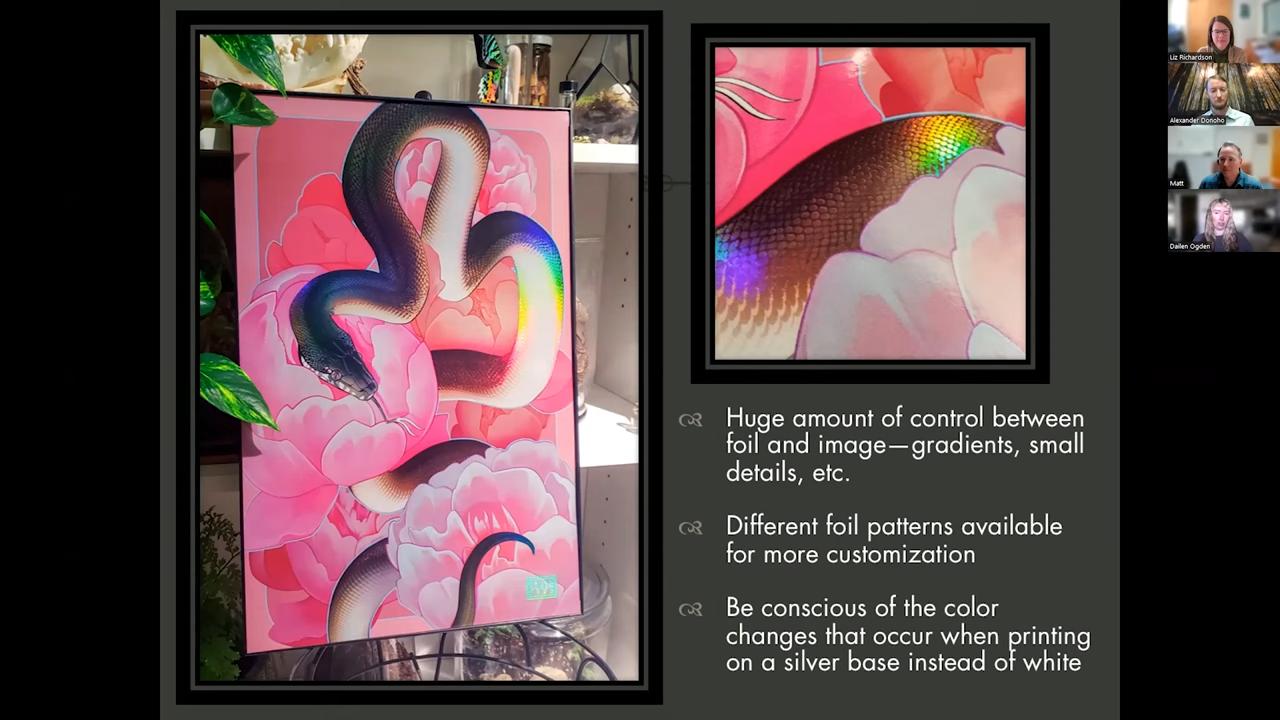 Huge amount of control between
foil and image—gradients, small
details, etc.
Different foil patterns available
for more customization
Be conscious of the color
changes that occur when printing
on a silver base instead of white
Liz Richardson
Alexander Donoho
Matt
Dailen Ogden